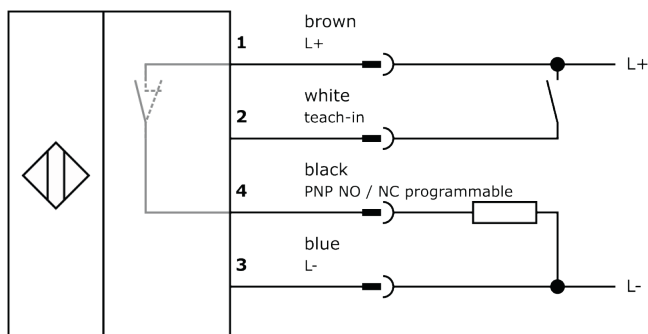 brown
1 L+
L+
white
2 teach-in
black
4 PNP NO / NC programmable
blue
3 L-
L-